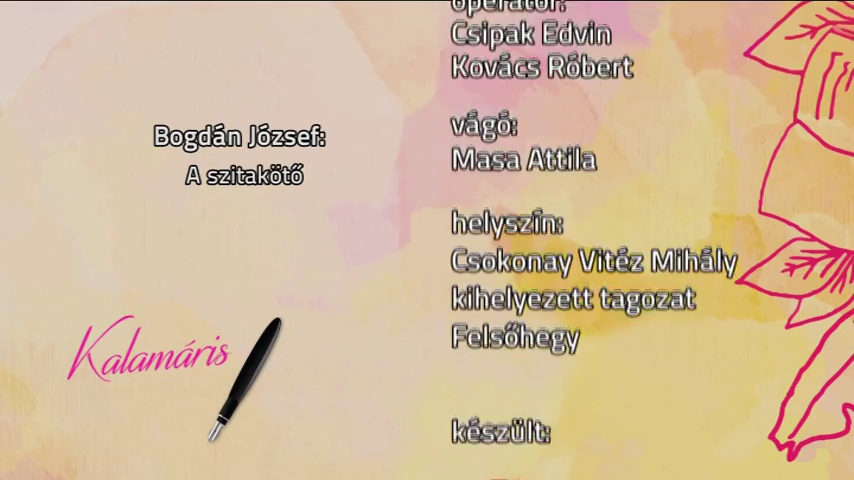 Bogdán József:
A szitakötő
Kalamáris
operatőr:
Csipak Edvin
Kovács Róbert
vágó:
Masa Attila
helyszín:
Csokonay Vitéz Mihály
kihelyezett tagozat
Felsőhegy
készült: